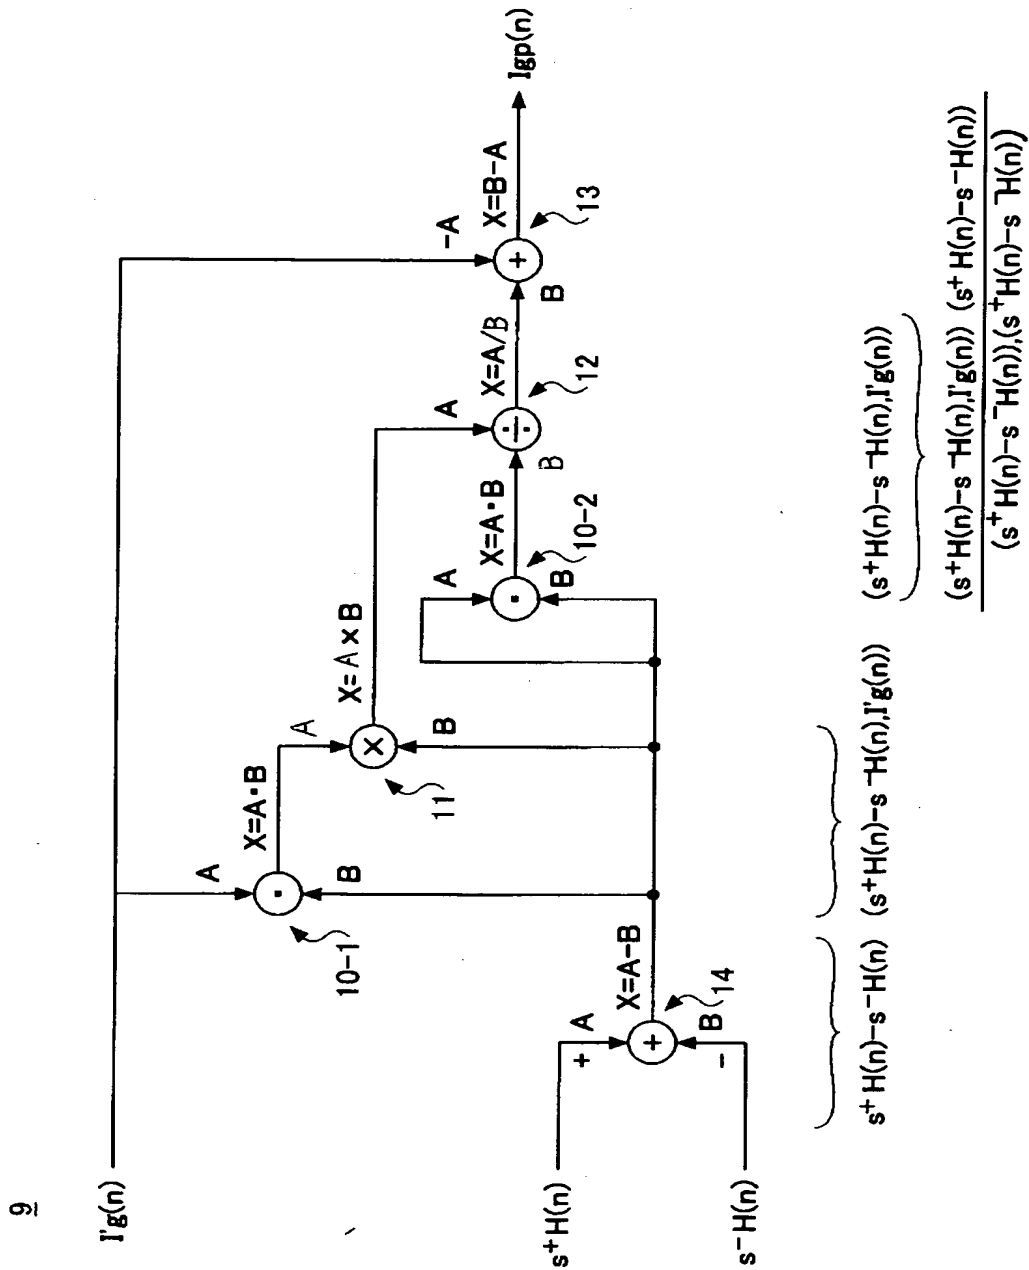 9
I'g(n)
A
-A
X=A·B
A
X=A×B
A
X=A/B
X=B-A
Igp(n)
10-1
B
11
B
A
X=A·B
B
12
B
13
10-2
B
s⁺H(n)
+
A
X=A-B
14
-
B
s⁻H(n)
s⁺H(n)-s⁻H(n)
(s⁺H(n)-s⁻H(n),I'g(n))
(s⁺H(n)-s⁻H(n),I'g(n))
(s⁺H(n)-s⁻H(n),I'g(n)) (s⁺H(n)-s⁻H(n))
(s⁺H(n)-s⁻H(n)),(s⁺H(n)-s⁻H(n))